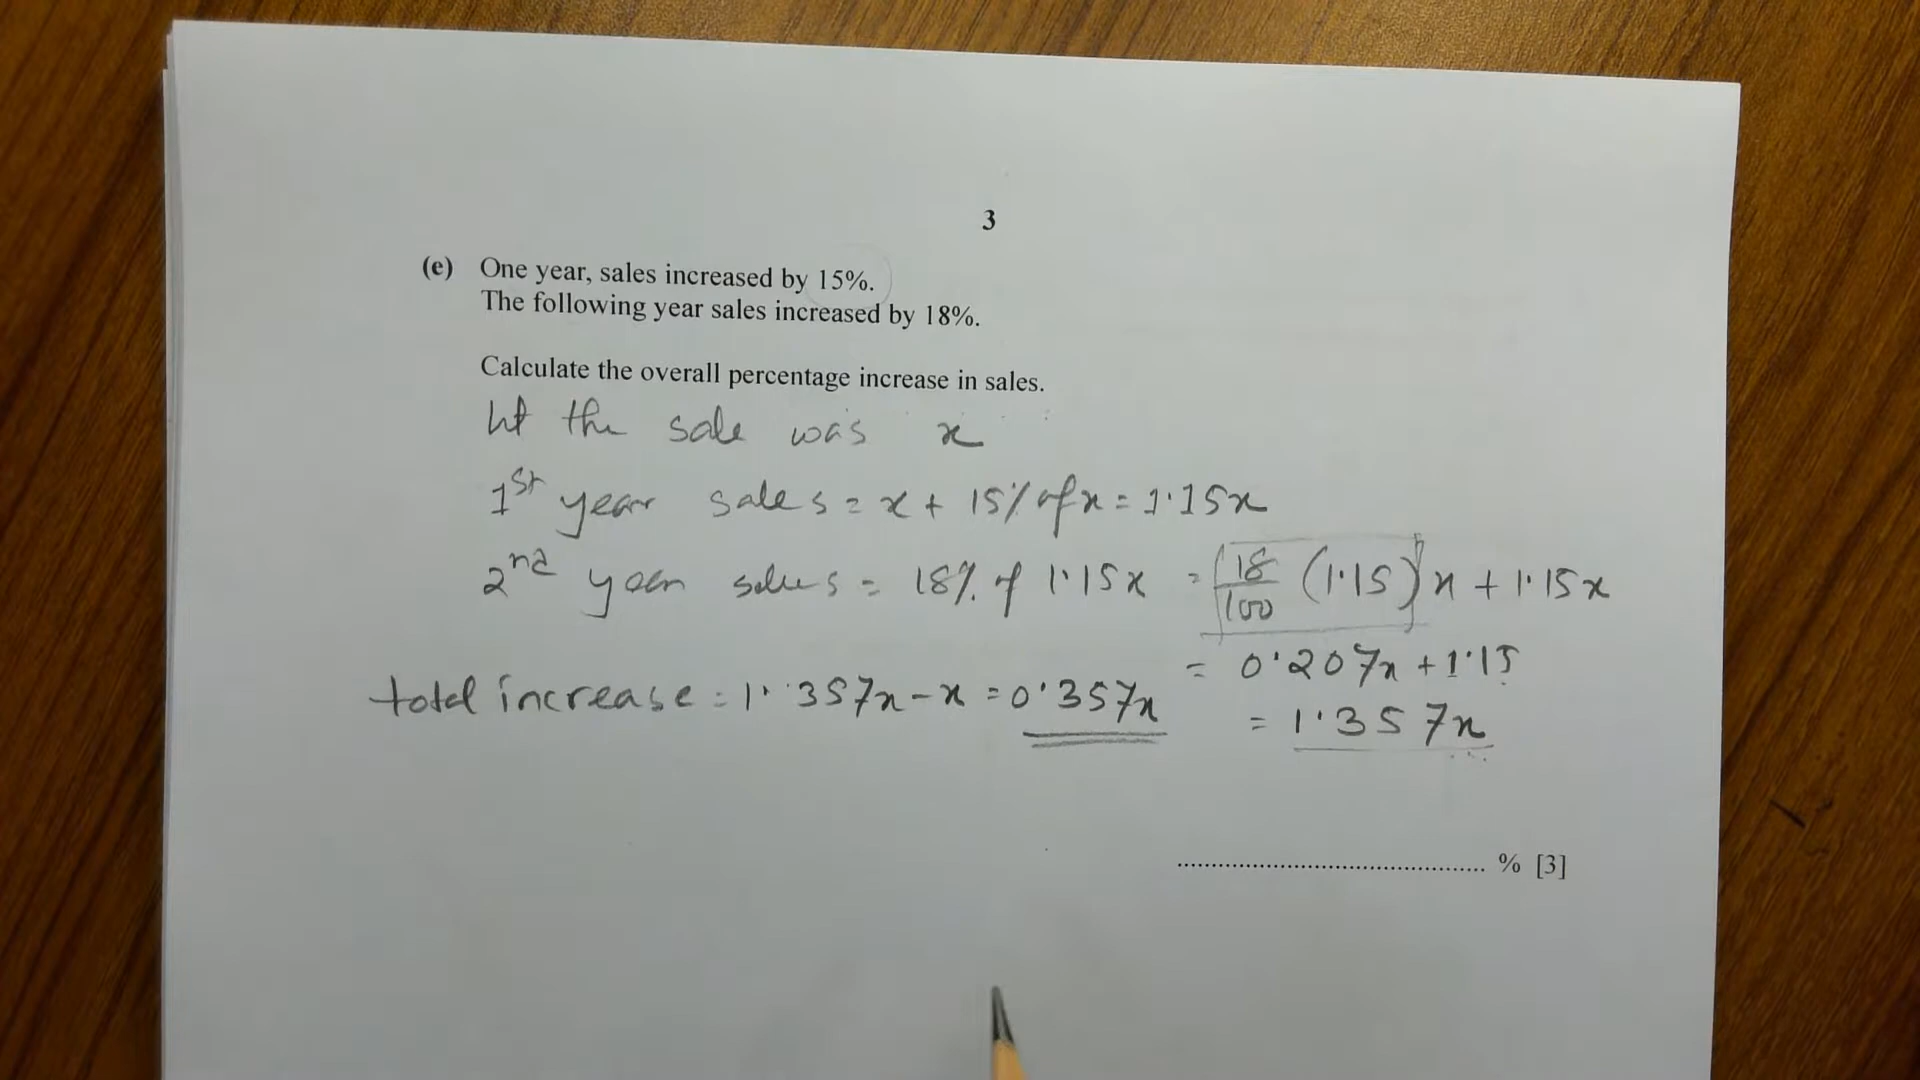 3
(e) One year, sales increased by 15%.
The following year sales increased by 18%.
Calculate the overall percentage increase in sales.
let the sale was x
1st year sales = x + 15% of x = 1.15x
2nd year sales = 18% of 1.15x = (18/100 (1.15)) x + 1.15x
= 0.207x + 1.15
total increase = 1.357x - x = 0.357x
= 1.357x
% [3]